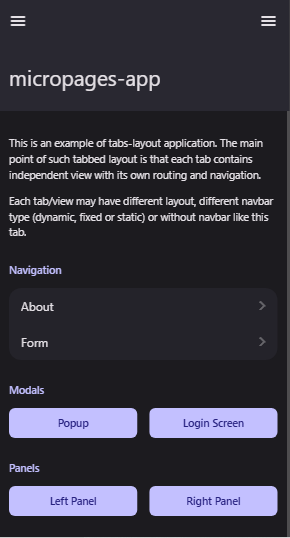 micropages-app
This is an example of tabs-layout application. The main
point of such tabbed layout is that each tab contains
independent view with its own routing and navigation.
Each tab/view may have different layout, different navbar
type (dynamic, fixed or static) or without navbar like this
tab.
Navigation
About
Form
Modals
Popup
Login Screen
Panels
Left Panel
Right Panel